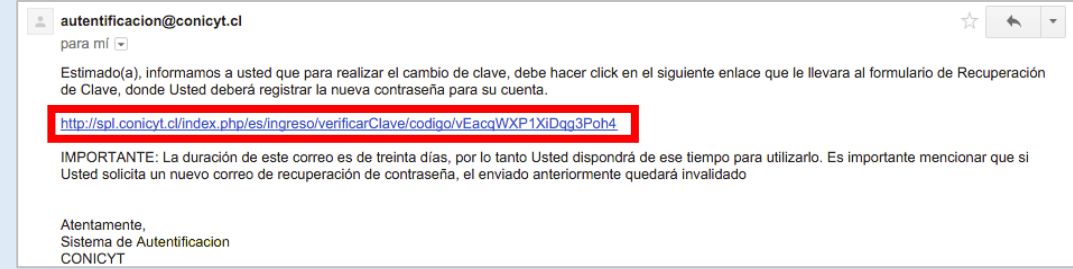 autentificacion@conicyt.cl
para mí
Estimado(a), informamos a usted que para realizar el cambio de clave, debe hacer click en el siguiente enlace que le llevara al formulario de Recuperación
de Clave, donde Usted deberá registrar la nueva contraseña para su cuenta.
http://spl.conicyt.cl/index.php/es/ingreso/verificarClave/codigo/vEacqWXP1XiDqg3Poh4
IMPORTANTE: La duración de este correo es de treinta días, por lo tanto Usted dispondrá de ese tiempo para utilizarlo. Es importante mencionar que si
Usted solicita un nuevo correo de recuperación de contraseña, el enviado anteriormente quedará invalidado
Atentamente,
Sistema de Autentificacion
CONICYT